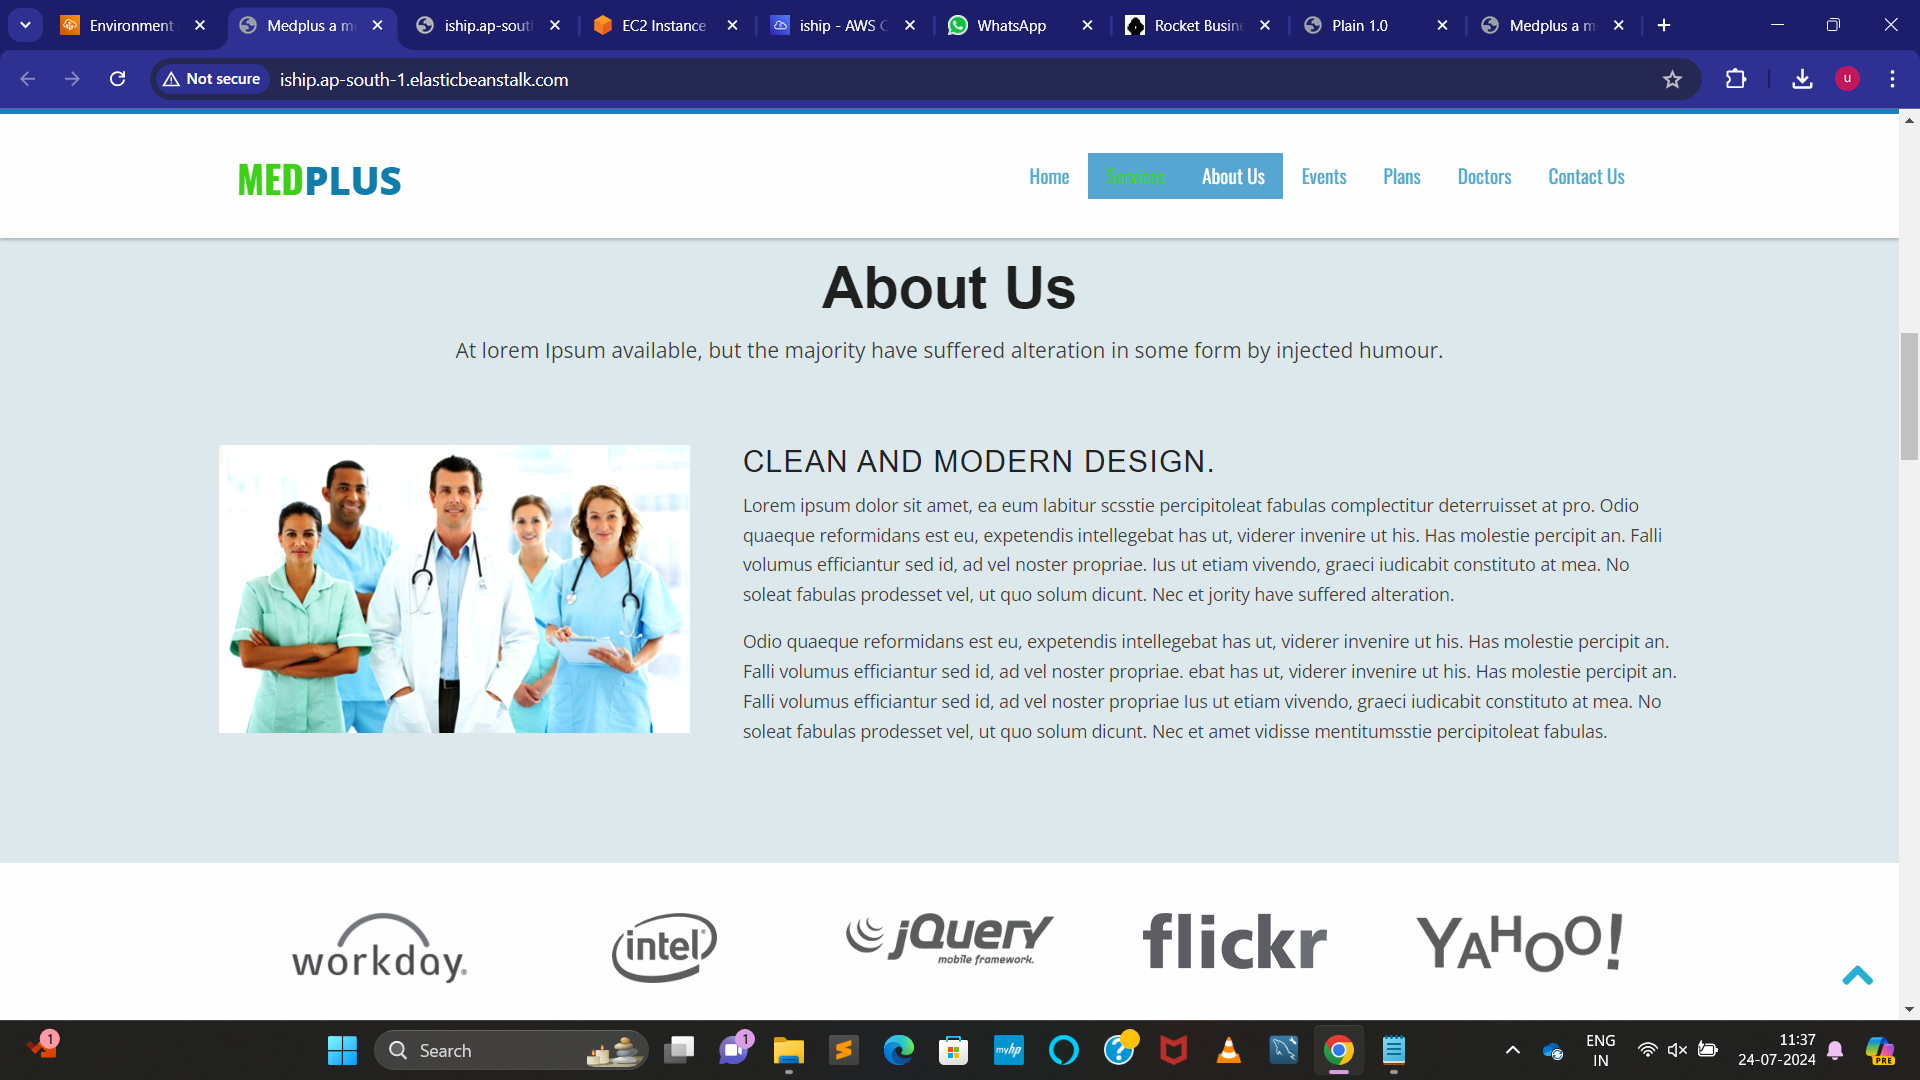 Environment
Medplus a m
iship.ap-sout
EC2 Instance
iship - AWS C
WhatsApp
Rocket Busin
Plain 1.0
Medplus a m
Not secure
iship.ap-south-1.elasticbeanstalk.com
u
MEDPLUS
Home
Services
About Us
Events
Plans
Doctors
Contact Us
About Us
At lorem Ipsum available, but the majority have suffered alteration in some form by injected humour.
CLEAN AND MODERN DESIGN.
Lorem ipsum dolor sit amet, ea eum labitur scsstie percipitoleat fabulas complectitur deterruisset at pro. Odio
quaeque reformidans est eu, expetendis intellegebat has ut, viderer invenire ut his. Has molestie percipit an. Falli
volumus efficiantur sed id, ad vel noster propriae. Ius ut etiam vivendo, graeci iudicabit constituto at mea. No
soleat fabulas prodesset vel, ut quo solum dicunt. Nec et jority have suffered alteration.
Odio quaeque reformidans est eu, expetendis intellegebat has ut, viderer invenire ut his. Has molestie percipit an.
Falli volumus efficiantur sed id, ad vel noster propriae. ebat has ut, viderer invenire ut his. Has molestie percipit an.
Falli volumus efficiantur sed id, ad vel noster propriae Ius ut etiam vivendo, graeci iudicabit constituto at mea. No
soleat fabulas prodesset vel, ut quo solum dicunt. Nec et amet vidisse mentitumsstie percipitoleat fabulas.
workday.
intel
jQuery
mobile framework.
flickr
YAHOO!
1
Search
1
myhp
ENG
IN
11:37
24-07-2024
PRE